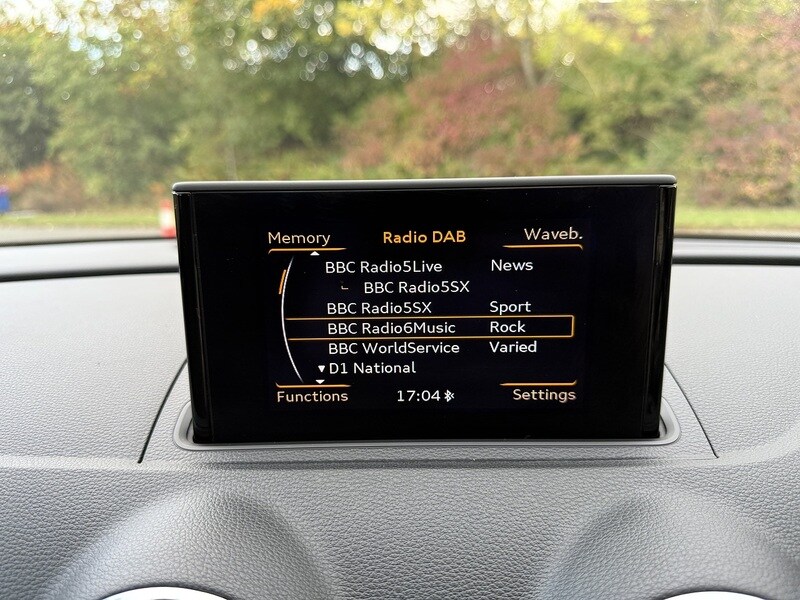 Memory Radio DAB Waveb.
BBC Radio5Live News
BBC Radio5SX
BBC Radio5SX Sport
BBC Radio6Music Rock
BBC WorldService Varied
D1 National
Functions 17:04 Settings